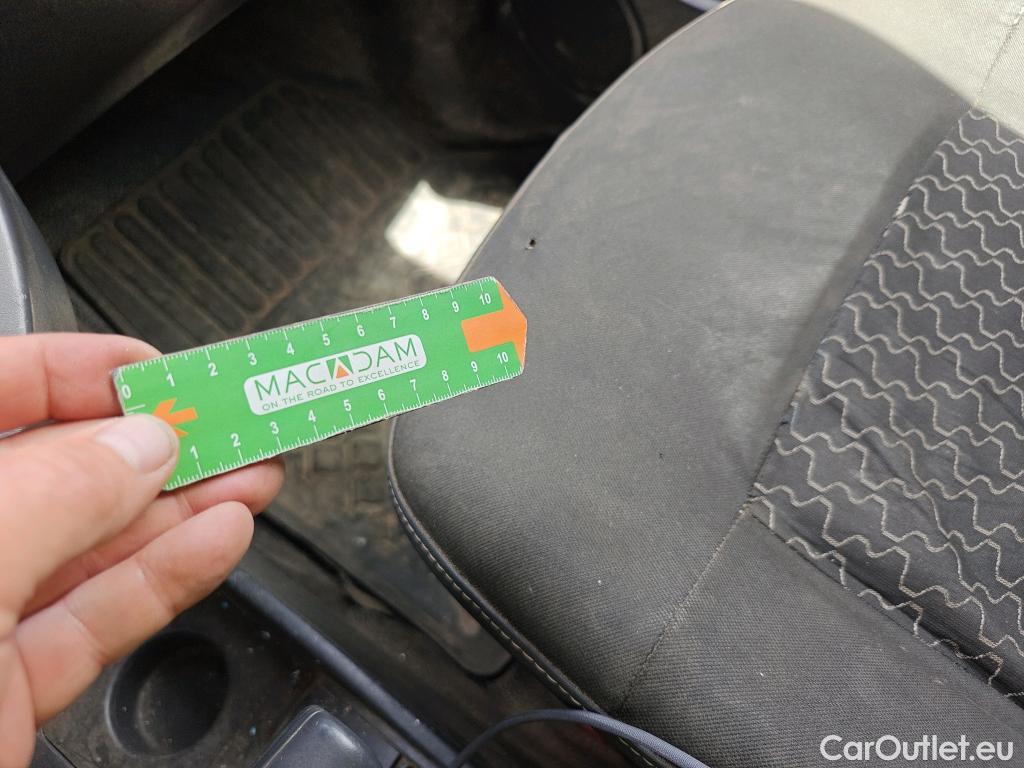 0 1 2 3 4 5 6 7 8 9 10
MACADAM
ON THE ROAD TO EXCELLENCE
1 2 3 4 5 6 7 8 9 10
CarOutlet.eu